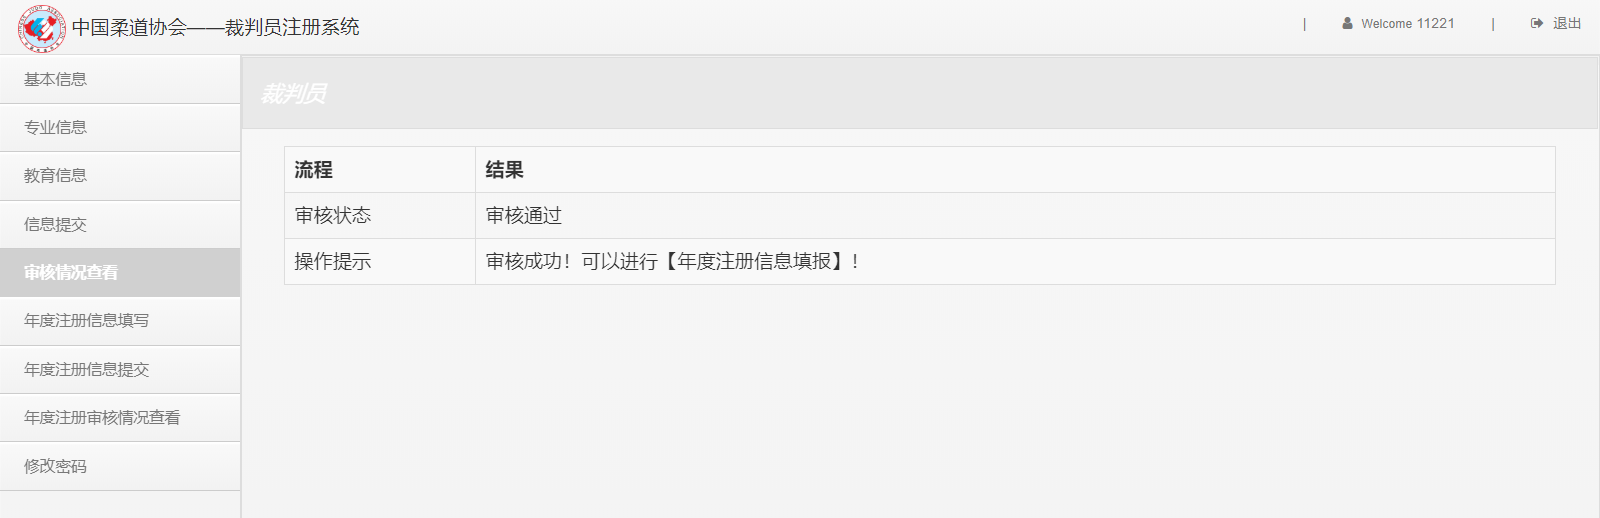 中国柔道协会——裁判员注册系统
| Welcome 11221 | 退出
基本信息
专业信息
教育信息
信息提交
审核情况查看
年度注册信息填写
年度注册信息提交
年度注册审核情况查看
修改密码
裁判员
流程 结果
审核状态 审核通过
操作提示 审核成功！可以进行【年度注册信息填报】！